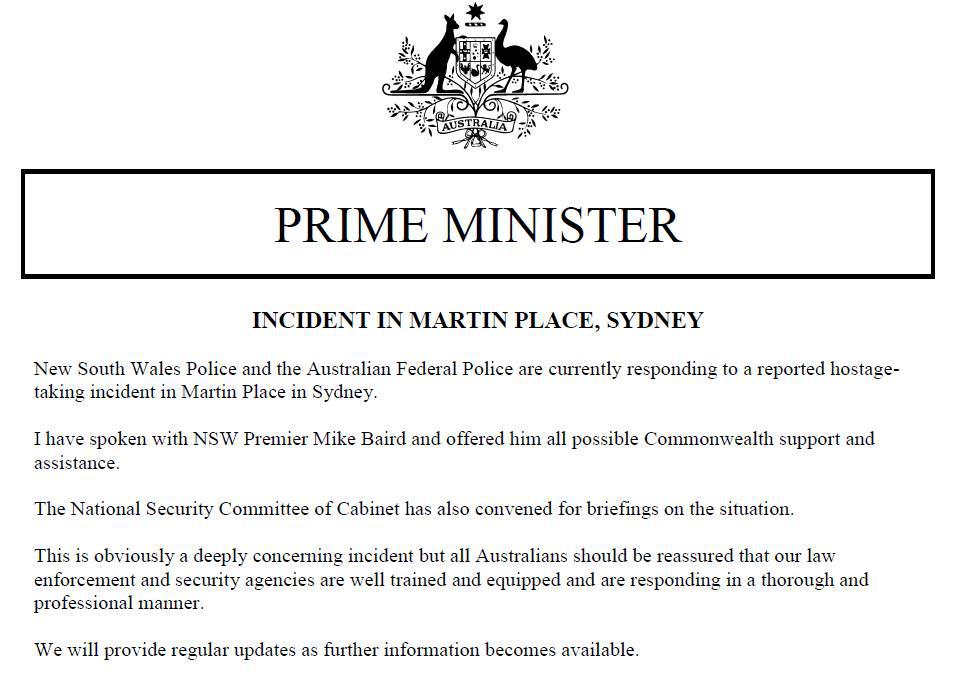 AUSTRALIA
PRIME MINISTER
INCIDENT IN MARTIN PLACE, SYDNEY
New South Wales Police and the Australian Federal Police are currently responding to a reported hostage-
taking incident in Martin Place in Sydney.
I have spoken with NSW Premier Mike Baird and offered him all possible Commonwealth support and
assistance.
The National Security Committee of Cabinet has also convened for briefings on the situation.
This is obviously a deeply concerning incident but all Australians should be reassured that our law
enforcement and security agencies are well trained and equipped and are responding in a thorough and
professional manner.
We will provide regular updates as further information becomes available.